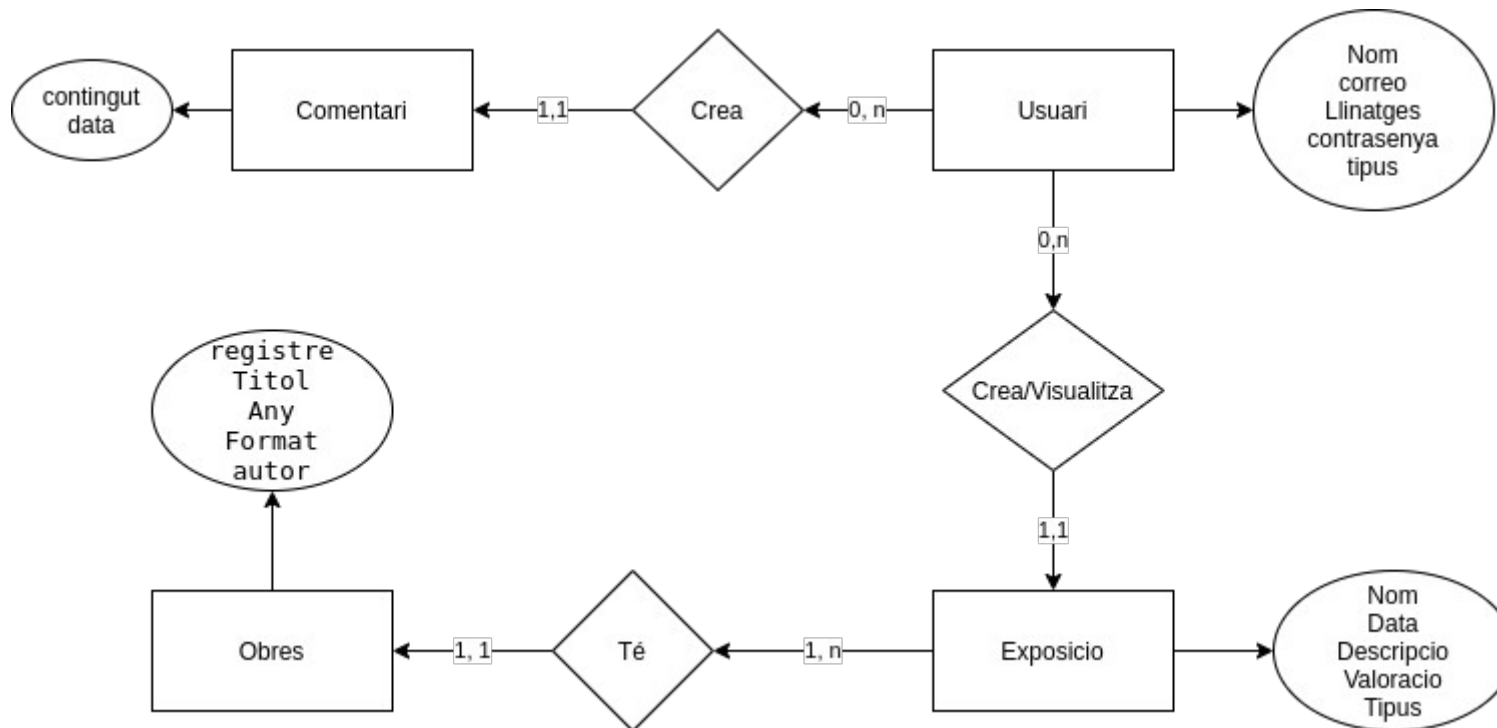 contingut
data
Comentari
1,1
Crea
0, n
Usuari
Nom
correo
Llinatges
contrasenya
tipus
0,n
registre
Titol
Any
Format
autor
Crea/Visualitza
1,1
Obres
1, 1
Té
1, n
Exposicio
Nom
Data
Descripcio
Valoracio
Tipus